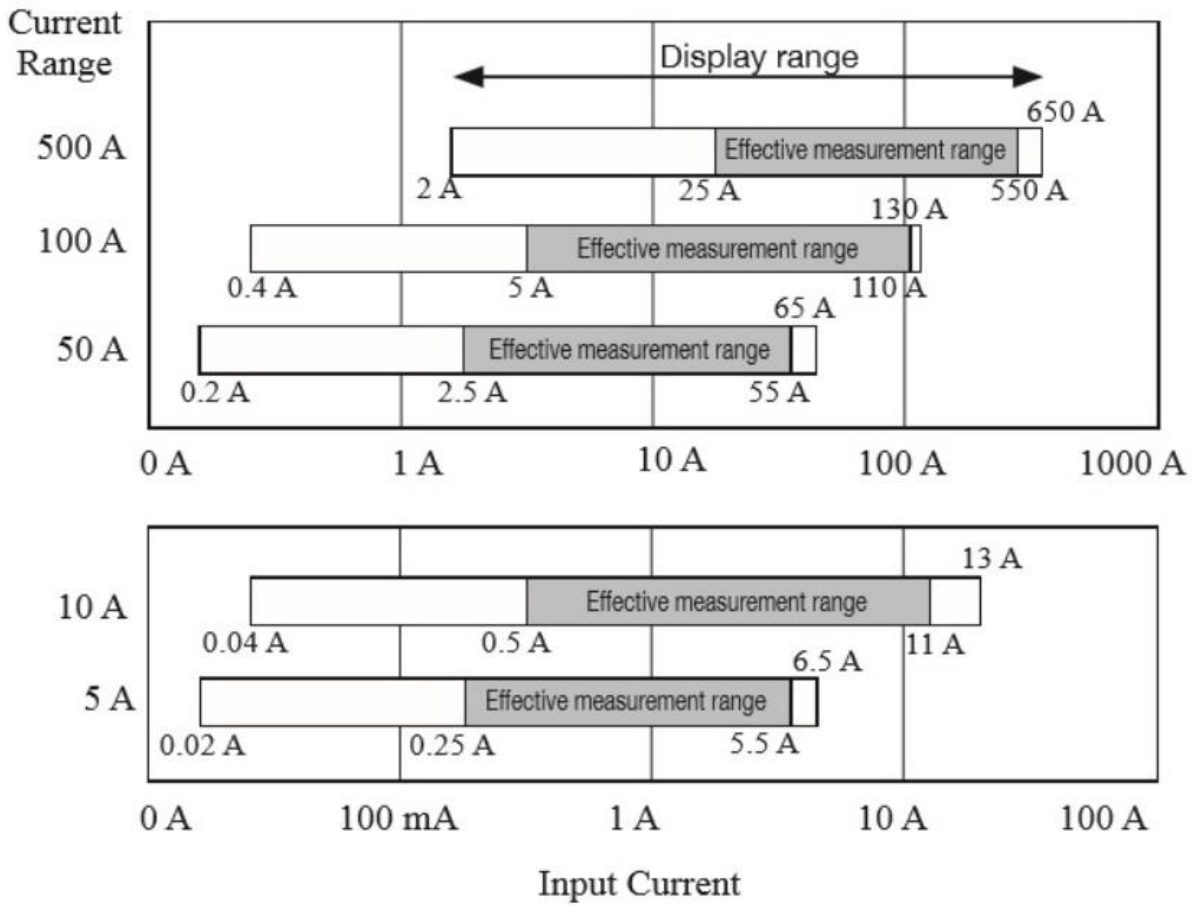 Current
Range
Display range
650 A
500 A
Effective measurement range
2 A
25 A
550 A
130 A
100 A
Effective measurement range
0.4 A
5 A
110 A
65 A
50 A
Effective measurement range
0.2 A
2.5 A
55 A
0 A
1 A
10 A
100 A
1000 A
13 A
10 A
Effective measurement range
0.04 A
0.5 A
11 A
6.5 A
5 A
Effective measurement range
0.02 A
0.25 A
5.5 A
0 A
100 mA
1 A
10 A
100 A
Input Current